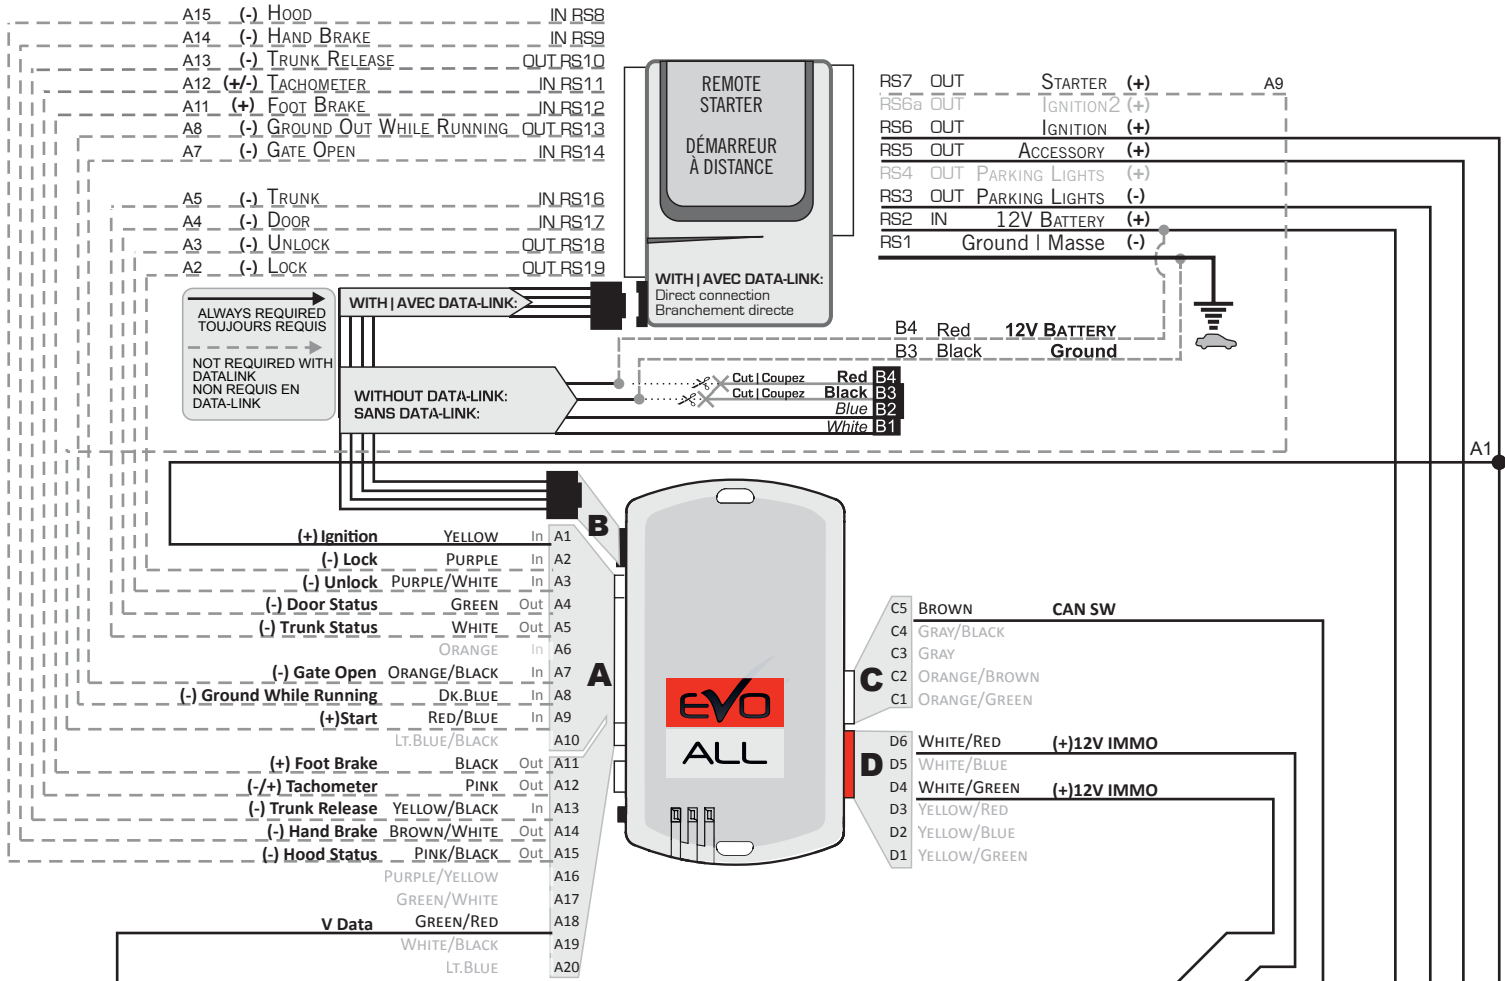 A15 (-) Hood IN RS8
A14 (-) Hand Brake IN RS9
A13 (-) Trunk Release OUT RS10
A12 (+/-) Tachometer IN RS11
A11 (+) Foot Brake IN RS12
A8 (-) Ground Out While Running OUT RS13
A7 (-) Gate Open IN RS14
A5 (-) Trunk IN RS16
A4 (-) Door IN RS17
A3 (-) Unlock OUT RS18
A2 (-) Lock OUT RS19
REMOTE
STARTER
DÉMARREUR
À DISTANCE
WITH | AVEC DATA-LINK:
Direct connection
Branchement directe
RS7 OUT Starter (+) A9
RS6a OUT Ignition2 (+)
RS6 OUT Ignition (+)
RS5 OUT Accessory (+)
RS4 OUT Parking Lights (+)
RS3 OUT Parking Lights (-)
RS2 IN 12V Battery (+)
RS1 Ground | Masse (-)
ALWAYS REQUIRED
TOUJOURS REQUIS
NOT REQUIRED WITH
DATALINK
NON REQUIS EN
DATA-LINK
WITH | AVEC DATA-LINK:
WITHOUT DATA-LINK:
SANS DATA-LINK:
B4 Red 12V Battery
B3 Black Ground
Cut | Coupez Red B4
Cut | Coupez Black B3
Blue B2
White B1
A1
B
(+) Ignition Yellow In A1
(-) Lock Purple In A2
(-) Unlock Purple/White In A3
(-) Door Status Green Out A4
(-) Trunk Status White Out A5
Orange In A6
(-) Gate Open Orange/Black In A7
(-) Ground While Running Dk.Blue In A8
(+)Start Red/Blue In A9
Lt.Blue/Black A10
(+) Foot Brake Black Out A11
(-/+) Tachometer Pink Out A12
(-) Trunk Release Yellow/Black In A13
(-) Hand Brake Brown/White Out A14
(-) Hood Status Pink/Black Out A15
Purple/Yellow A16
Green/White A17
V Data Green/Red A18
White/Black A19
Lt.Blue A20
A
EVO
ALL
C
C5 Brown CAN SW
C4 Gray/Black
C3 Gray
C2 Orange/Brown
C1 Orange/Green
D
D6 White/Red (+)12V IMMO
D5 White/Blue
D4 White/Green (+)12V IMMO
D3 Yellow/Red
D2 Yellow/Blue
D1 Yellow/Green